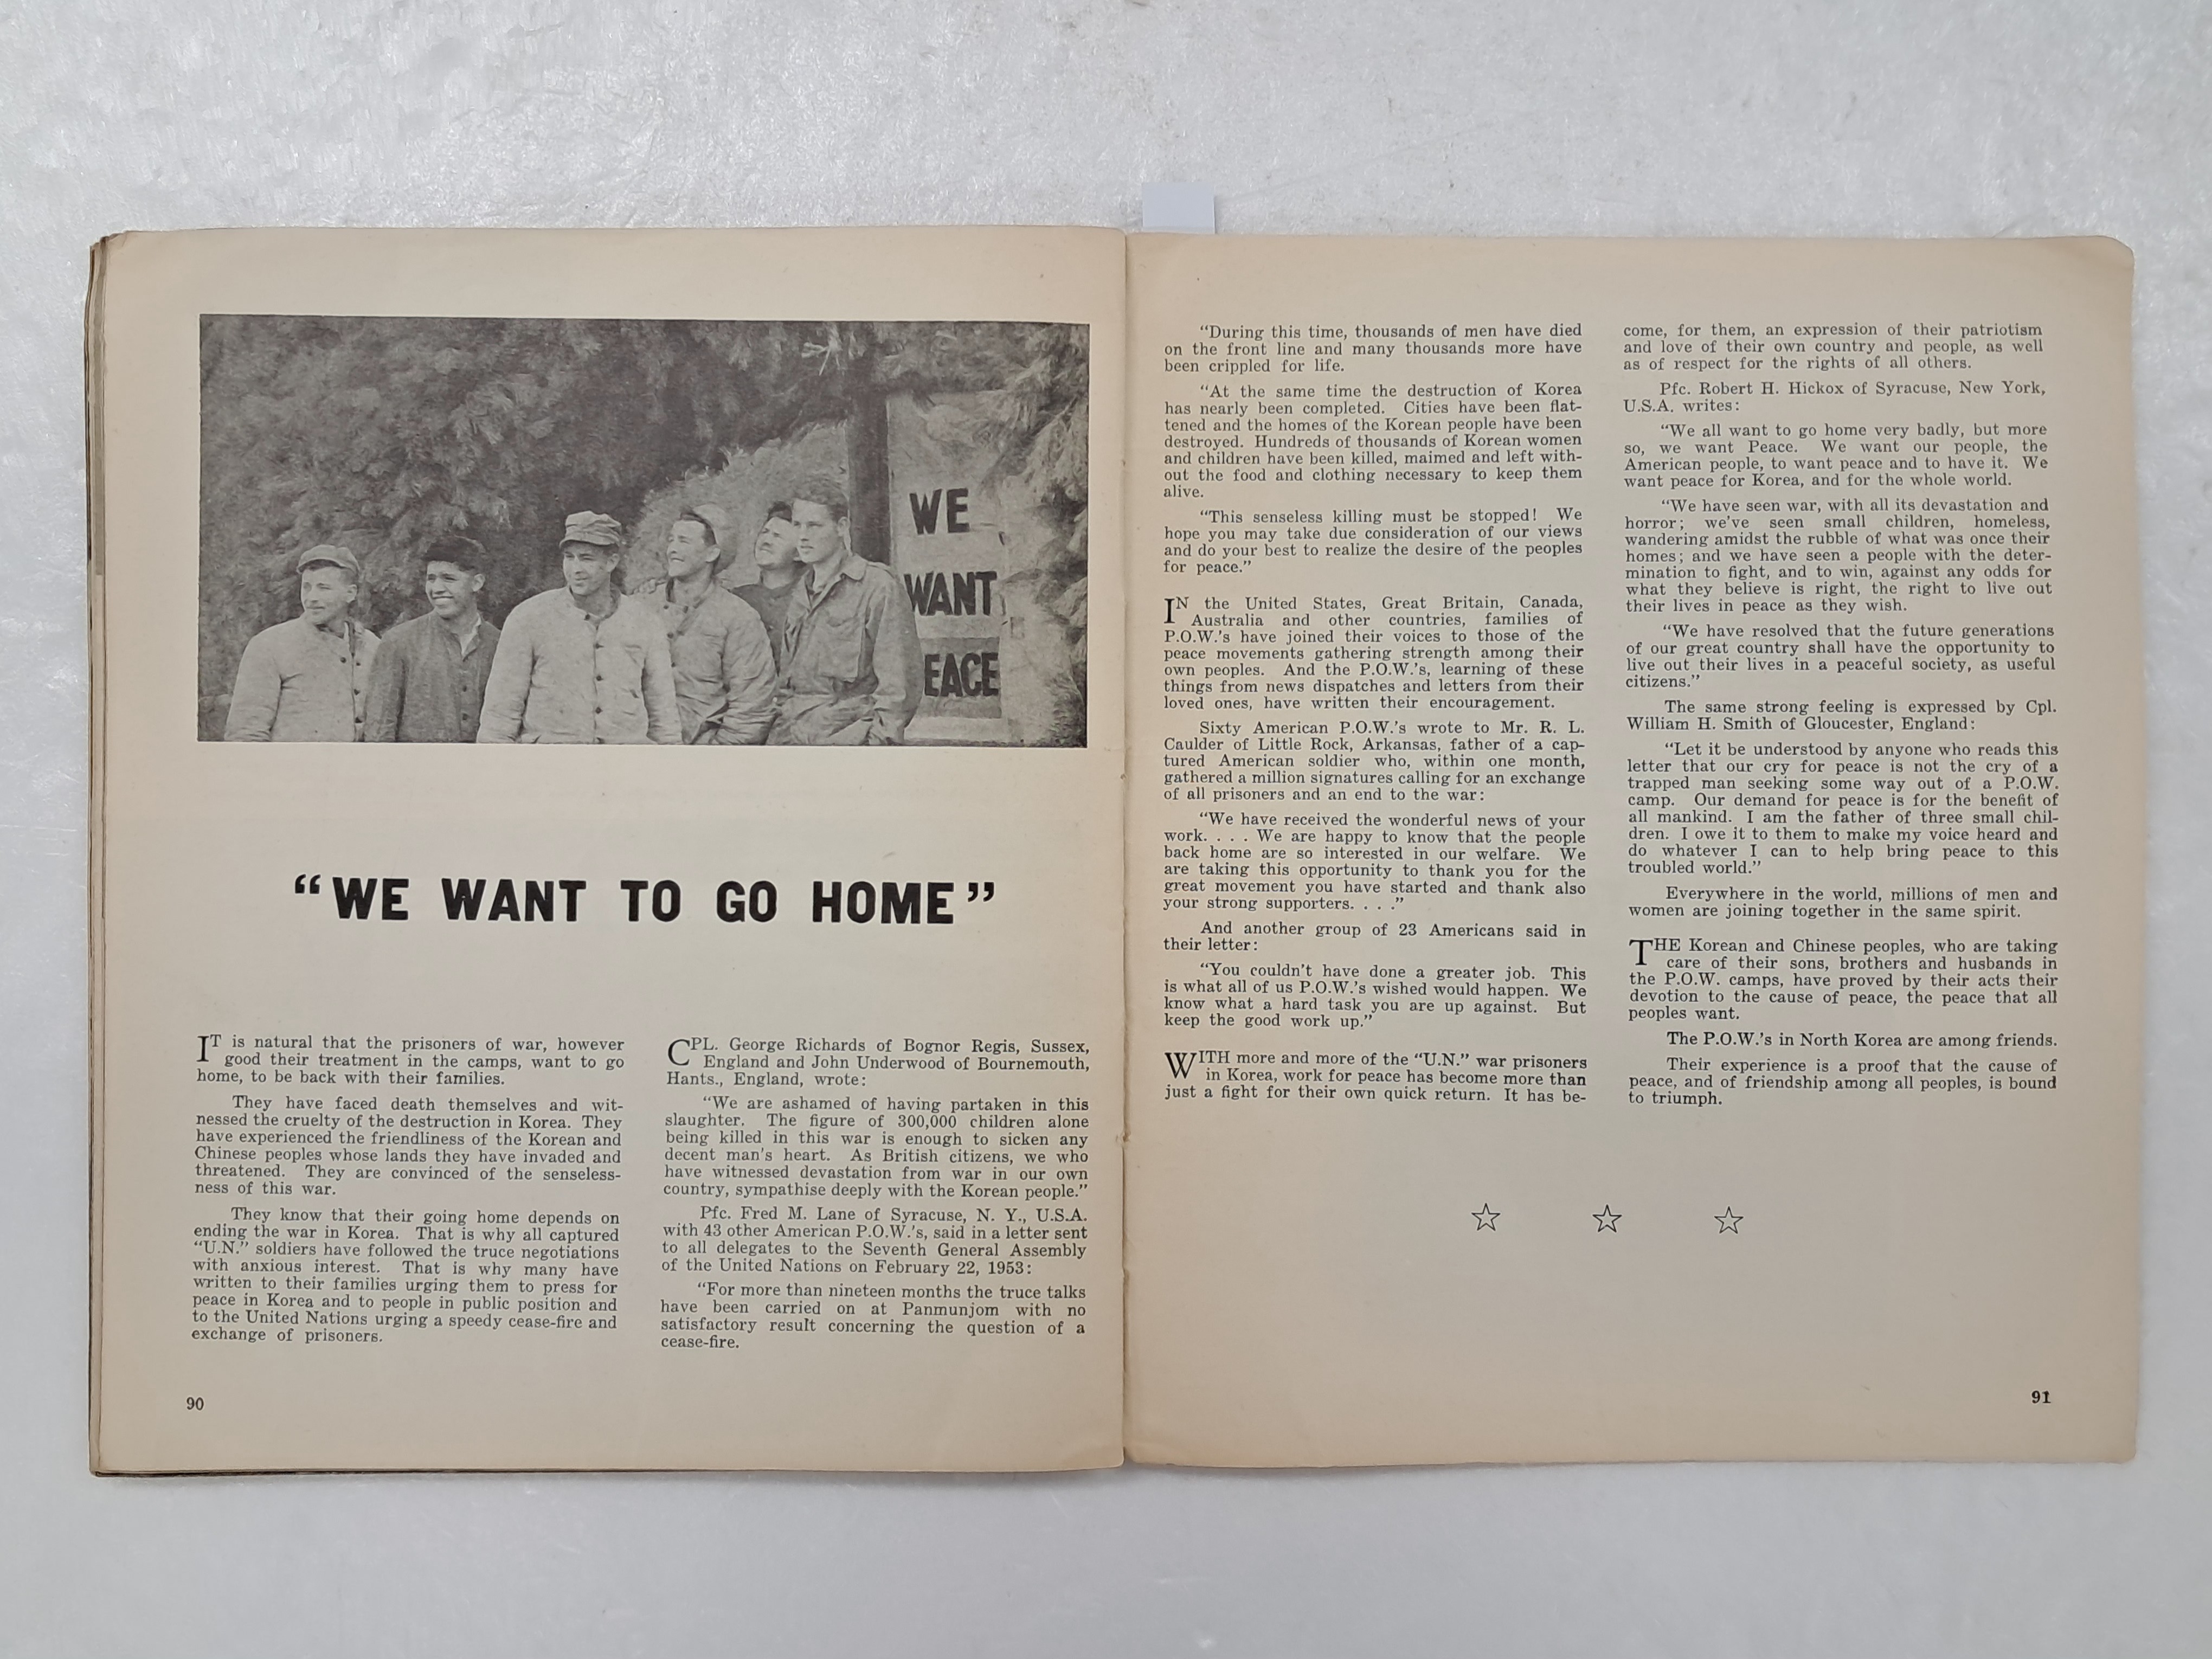 WE
WANT
EACE
“WE WANT TO GO HOME”
IT is natural that the prisoners of war, however
good their treatment in the camps, want to go
home, to be back with their families.
They have faced death themselves and wit-
nessed the cruelty of the destruction in Korea. They
have experienced the friendliness of the Korean and
Chinese peoples whose lands they have invaded and
threatened. They are convinced of the senseless-
ness of this war.
They know that their going home depends on
ending the war in Korea. That is why all captured
“U.N.” soldiers have followed the truce negotiations
with anxious interest. That is why many have
written to their families urging them to press for
peace in Korea and to people in public position and
to the United Nations urging a speedy cease-fire and
exchange of prisoners.
CPL. George Richards of Bognor Regis, Sussex,
England and John Underwood of Bournemouth,
Hants., England, wrote:
“We are ashamed of having partaken in this
slaughter. The figure of 300,000 children alone
being killed in this war is enough to sicken any
decent man’s heart. As British citizens, we who
have witnessed devastation from war in our own
country, sympathise deeply with the Korean people.”
Pfc. Fred M. Lane of Syracuse, N. Y., U.S.A.
with 43 other American P.O.W.’s, said in a letter sent
to all delegates to the Seventh General Assembly
of the United Nations on February 22, 1953:
“For more than nineteen months the truce talks
have been carried on at Panmunjom with no
satisfactory result concerning the question of a
cease-fire.
90
“During this time, thousands of men have died
on the front line and many thousands more have
been crippled for life.
“At the same time the destruction of Korea
has nearly been completed. Cities have been flat-
tened and the homes of the Korean people have been
destroyed. Hundreds of thousands of Korean women
and children have been killed, maimed and left with-
out the food and clothing necessary to keep them
alive.
“This senseless killing must be stopped! We
hope you may take due consideration of our views
and do your best to realize the desire of the peoples
for peace.”
IN the United States, Great Britain, Canada,
Australia and other countries, families of
P.O.W.’s have joined their voices to those of the
peace movements gathering strength among their
own peoples. And the P.O.W.’s, learning of these
things from news dispatches and letters from their
loved ones, have written their encouragement.
Sixty American P.O.W.’s wrote to Mr. R. L.
Caulder of Little Rock, Arkansas, father of a cap-
tured American soldier who, within one month,
gathered a million signatures calling for an exchange
of all prisoners and an end to the war:
“We have received the wonderful news of your
work. . . . We are happy to know that the people
back home are so interested in our welfare. We
are taking this opportunity to thank you for the
great movement you have started and thank also
your strong supporters. . . .”
And another group of 23 Americans said in
their letter:
“You couldn’t have done a greater job. This
is what all of us P.O.W.’s wished would happen. We
know what a hard task you are up against. But
keep the good work up.”
WITH more and more of the “U.N.” war prisoners
in Korea, work for peace has become more than
just a fight for their own quick return. It has be-
come, for them, an expression of their patriotism
and love of their own country and people, as well
as of respect for the rights of all others.
Pfc. Robert H. Hickox of Syracuse, New York,
U.S.A. writes:
“We all want to go home very badly, but more
so, we want Peace. We want our people, the
American people, to want peace and to have it. We
want peace for Korea, and for the whole world.
“We have seen war, with all its devastation and
horror; we’ve seen small children, homeless,
wandering amidst the rubble of what was once their
homes; and we have seen a people with the deter-
mination to fight, and to win, against any odds for
what they believe is right, the right to live out
their lives in peace as they wish.
“We have resolved that the future generations
of our great country shall have the opportunity to
live out their lives in a peaceful society, as useful
citizens.”
The same strong feeling is expressed by Cpl.
William H. Smith of Gloucester, England:
“Let it be understood by anyone who reads this
letter that our cry for peace is not the cry of a
trapped man seeking some way out of a P.O.W.
camp. Our demand for peace is for the benefit of
all mankind. I am the father of three small chil-
dren. I owe it to them to make my voice heard and
do whatever I can to help bring peace to this
troubled world.”
Everywhere in the world, millions of men and
women are joining together in the same spirit.
THE Korean and Chinese peoples, who are taking
care of their sons, brothers and husbands in
the P.O.W. camps, have proved by their acts their
devotion to the cause of peace, the peace that all
peoples want.
The P.O.W.’s in North Korea are among friends.
Their experience is a proof that the cause of
peace, and of friendship among all peoples, is bound
to triumph.
91